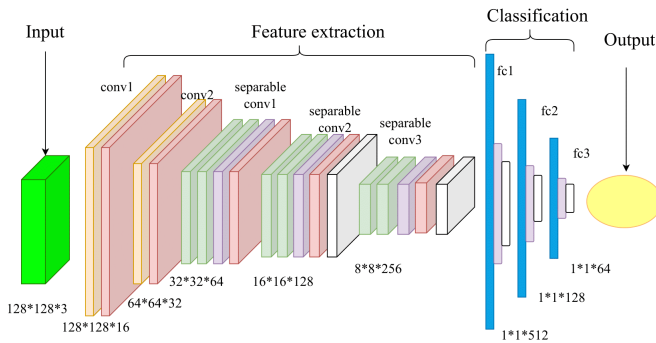 Input
Feature extraction
Classification
Output
conv1
conv2
separable
conv1
separable
conv2
separable
conv3
fc1
fc2
fc3
128*128*3
128*128*16
64*64*32
32*32*64
16*16*128
8*8*256
1*1*512
1*1*128
1*1*64